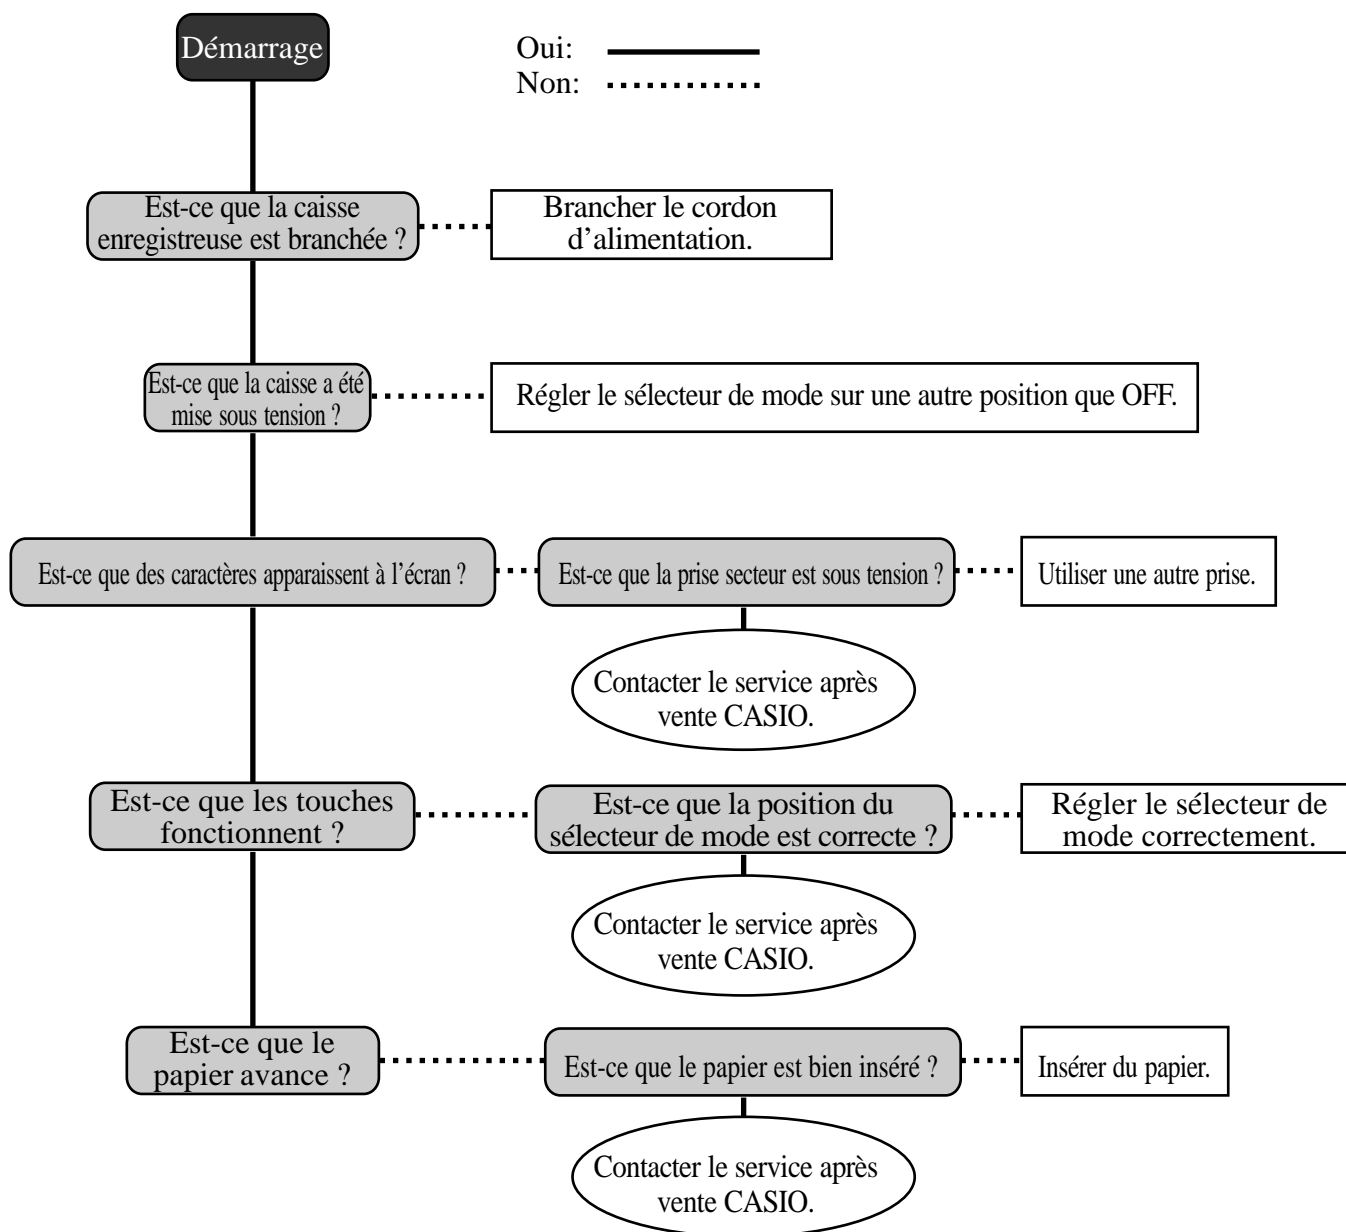 Démarrage
Oui:
Non:
Est-ce que la caisse
enregistreuse est branchée ?
Brancher le cordon
d’alimentation.
Est-ce que la caisse a été
mise sous tension ?
Régler le sélecteur de mode sur une autre position que OFF.
Est-ce que des caractères apparaissent à l’écran ?
Est-ce que la prise secteur est sous tension ?
Utiliser une autre prise.
Contacter le service après
vente CASIO.
Est-ce que les touches
fonctionnent ?
Est-ce que la position du
sélecteur de mode est correcte ?
Régler le sélecteur de
mode correctement.
Contacter le service après
vente CASIO.
Est-ce que le
papier avance ?
Est-ce que le papier est bien inséré ?
Insérer du papier.
Contacter le service après
vente CASIO.